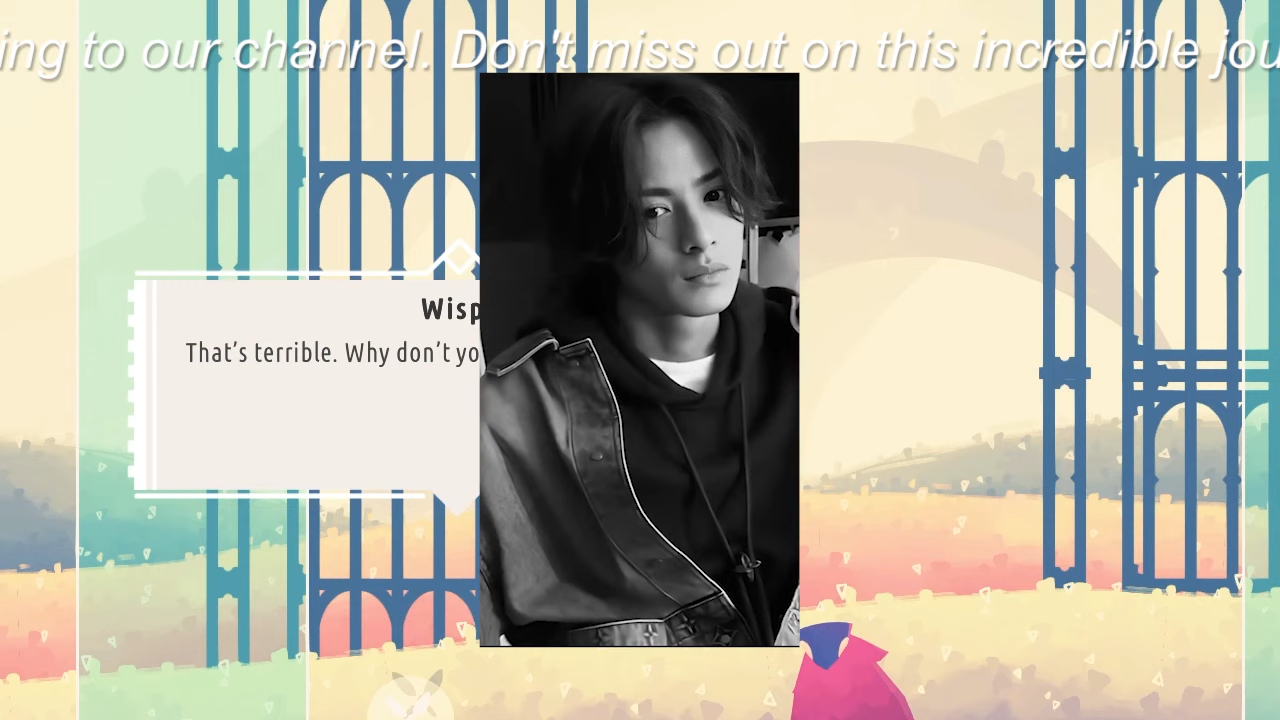 ing to our channel. Don't miss out on this incredible jou
Wisp
That’s terrible. Why don’t yo